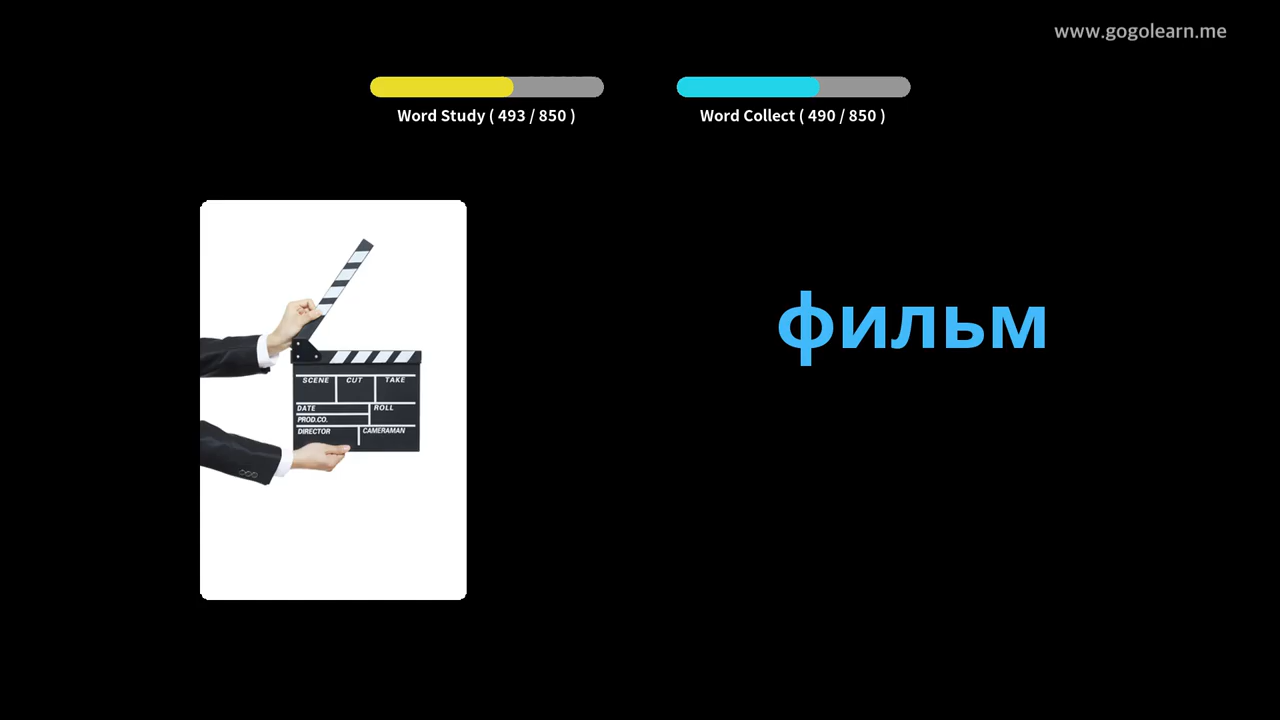 www.gogolearn.me
Word Study ( 493 / 850 )
Word Collect ( 490 / 850 )
фильм
SCENE CUT TAKE
DATE ROLL
PROD.CO.
DIRECTOR CAMERAMAN